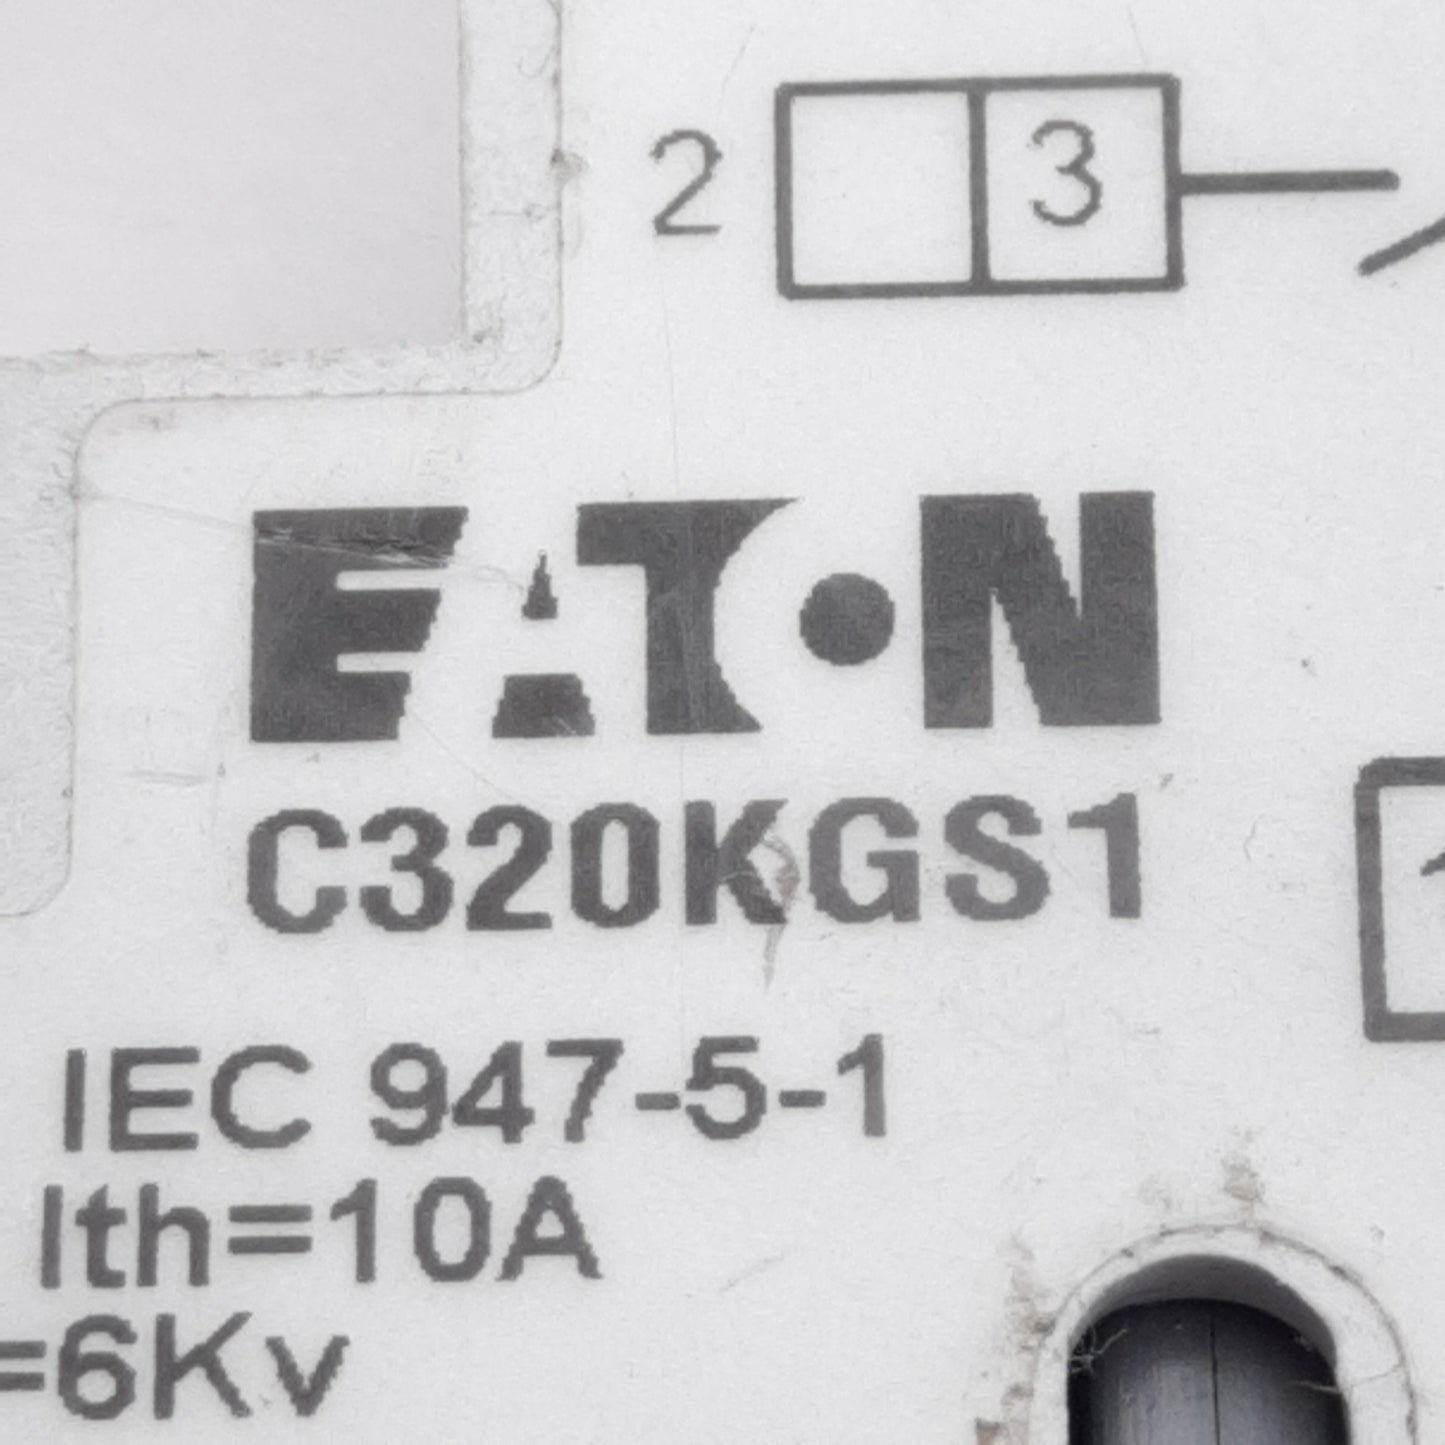 2 3
EATON
C320KGS1
IEC 947-5-1
Ith=10A
=6Kv